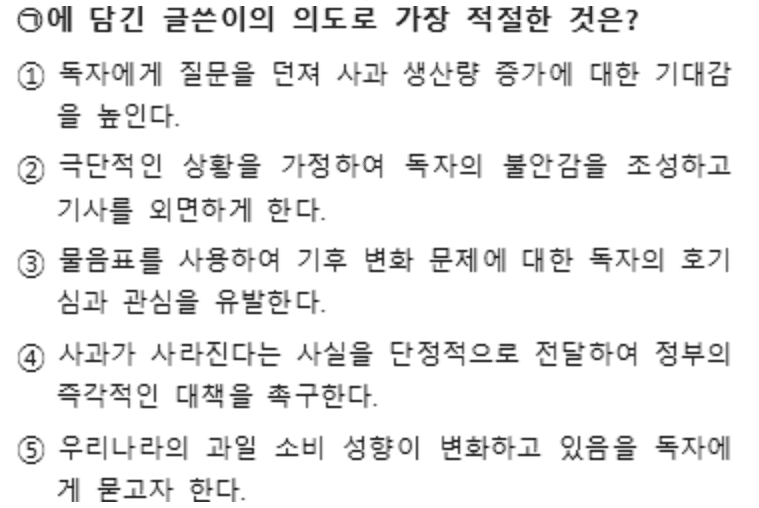 ㉠에 담긴 글쓴이의 의도로 가장 적절한 것은?
① 독자에게 질문을 던져 사과 생산량 증가에 대한 기대감
을 높인다.
② 극단적인 상황을 가정하여 독자의 불안감을 조성하고
기사를 외면하게 한다.
③ 물음표를 사용하여 기후 변화 문제에 대한 독자의 호기
심과 관심을 유발한다.
④ 사과가 사라진다는 사실을 단정적으로 전달하여 정부의
즉각적인 대책을 촉구한다.
⑤ 우리나라의 과일 소비 성향이 변화하고 있음을 독자에
게 묻고자 한다.